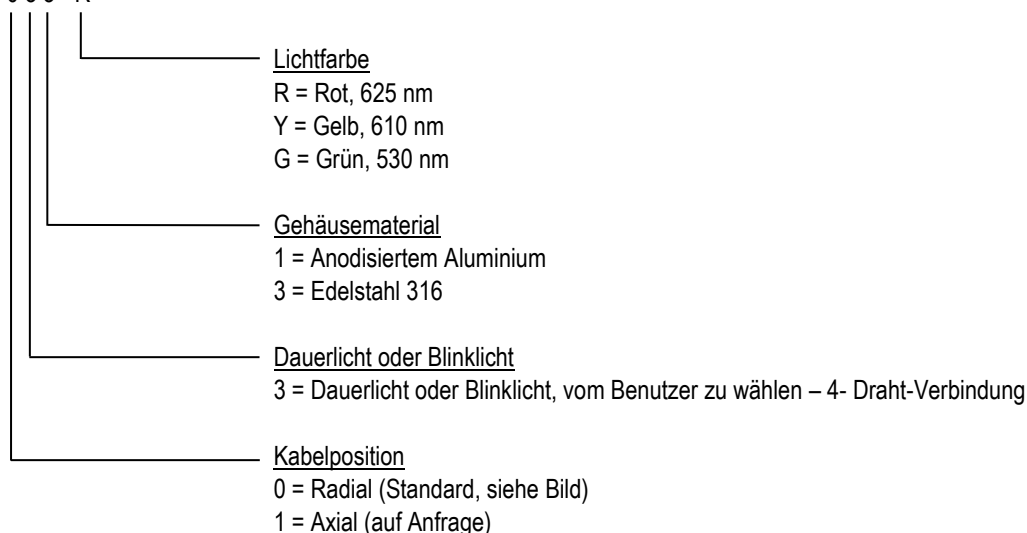 Lichtfarbe
R = Rot, 625 nm
Y = Gelb, 610 nm
G = Grün, 530 nm
Gehäusematerial
1 = Anodisiertem Aluminium
3 = Edelstahl 316
Dauerlicht oder Blinklicht
3 = Dauerlicht oder Blinklicht, vom Benutzer zu wählen – 4- Draht-Verbindung
Kabelposition
0 = Radial (Standard, siehe Bild)
1 = Axial (auf Anfrage)